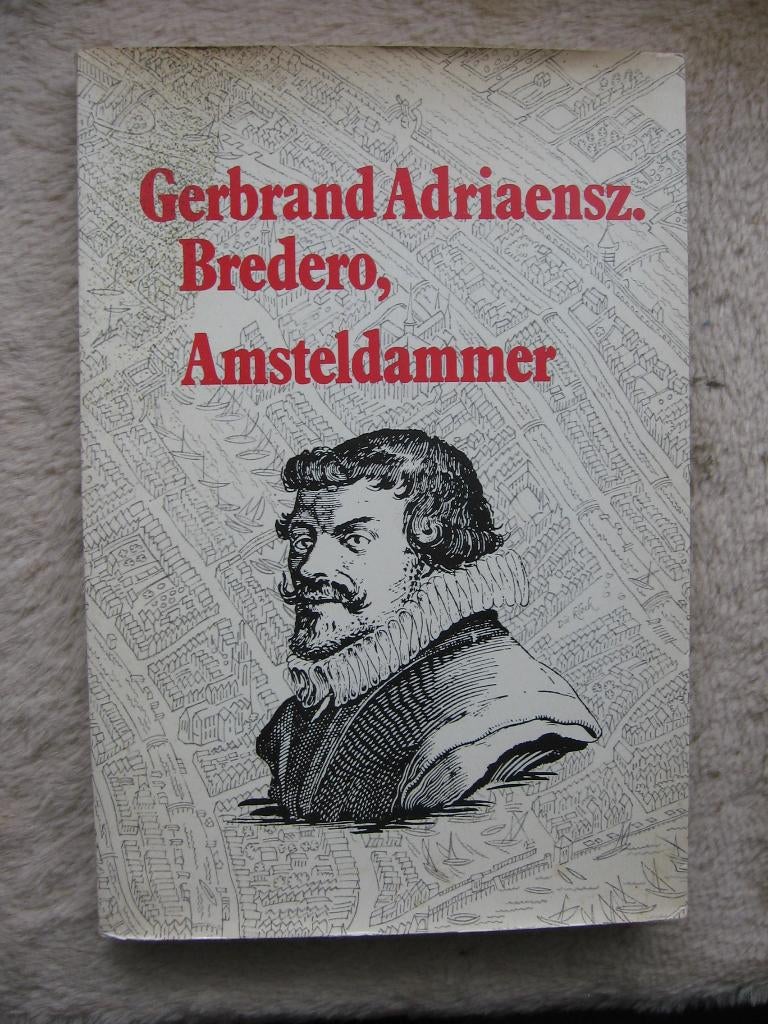 Gerbrand Adriaensz.
Bredero,
Amsteldammer